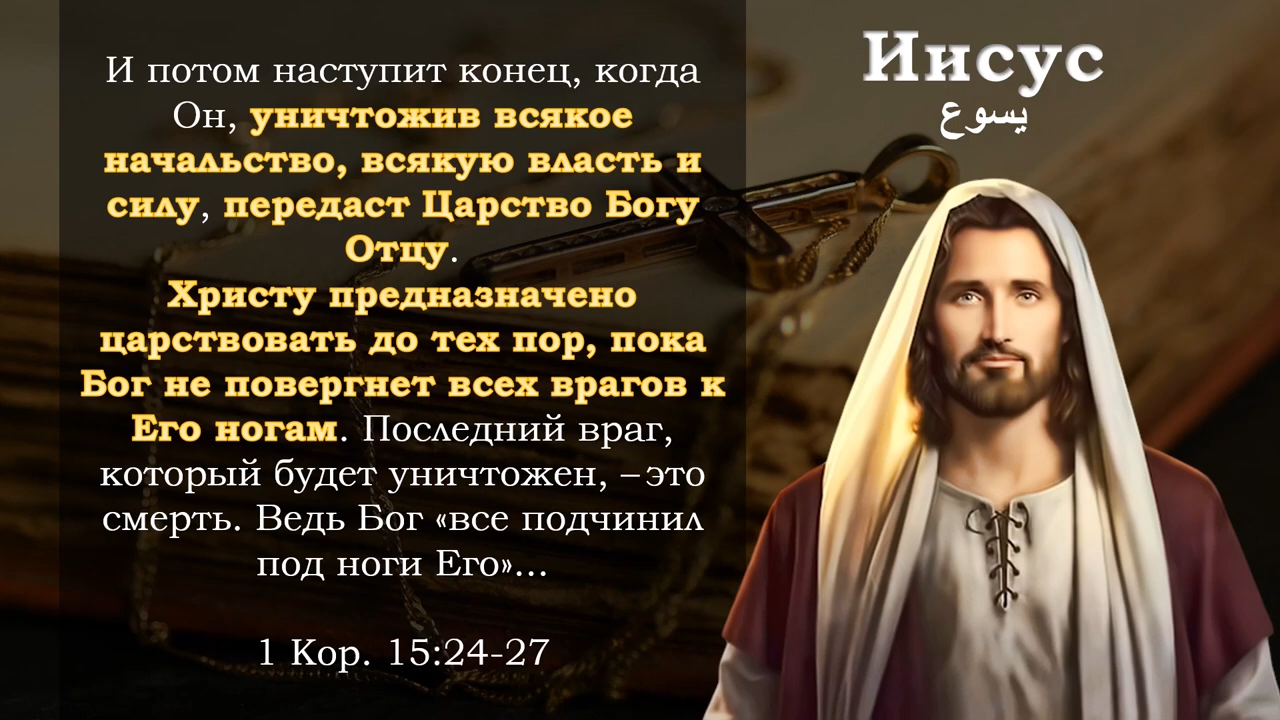 И потом наступит конец, когда
Он, уничтожив всякое
начальство, всякую власть и
силу, передаст Царство Богу
Отцу.
Христу предназначено
царствовать до тех пор, пока
Бог не повергнет всех врагов к
Его ногам. Последний враг,
который будет уничтожен, – это
смерть. Ведь Бог «все подчинил
под ноги Его»...
1 Кор. 15:24-27
Иисус
يسوع